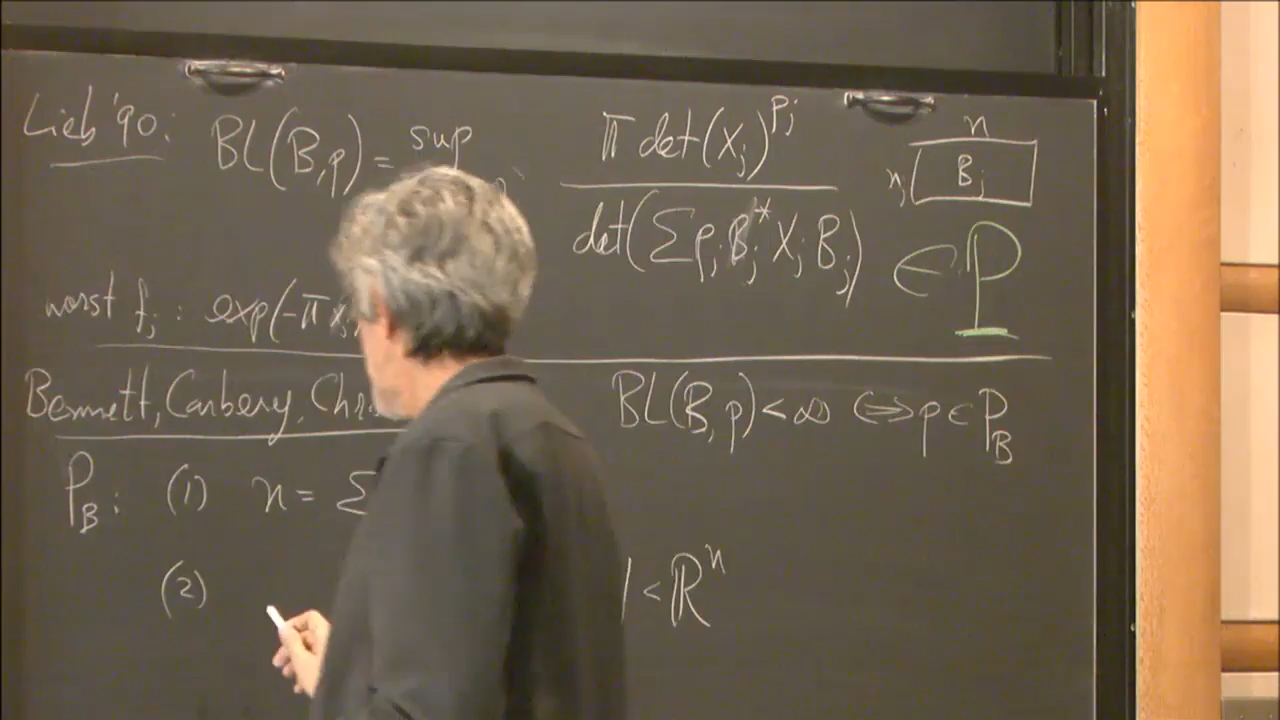 Lieb '90: BL(B,p) = sup π det(X_j)^{p_j} / det(Σ p_j B_j^* X_j B_j)
n
n_j B_j
∈ P
worst f_j : exp(-π x_j
Bennett, Carbery, Chr BL(B,p) < ∞ ⟺ p ∈ P_B
P_B : (1) n = Σ
(2) < ℝ^n